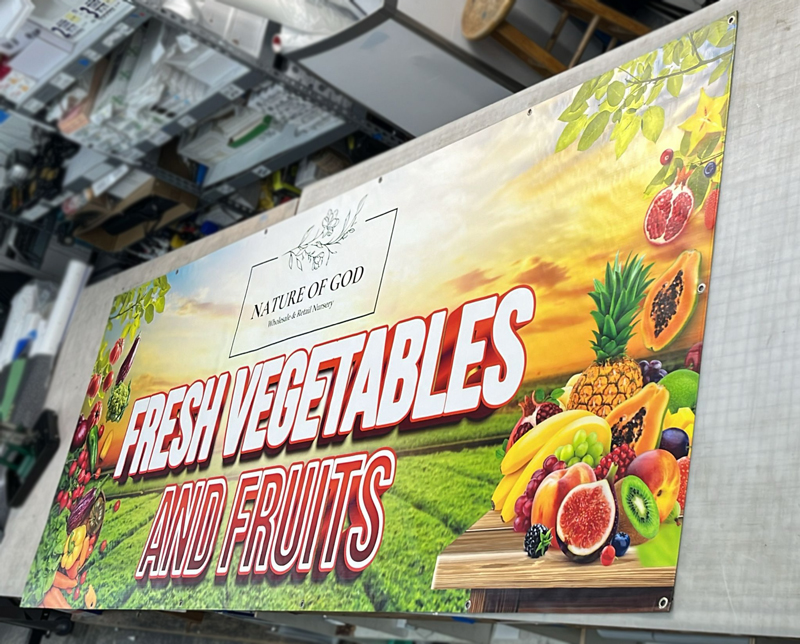 NATURE OF GOD
Wholesale & Retail Nursery
FRESH VEGETABLES
AND FRUITS